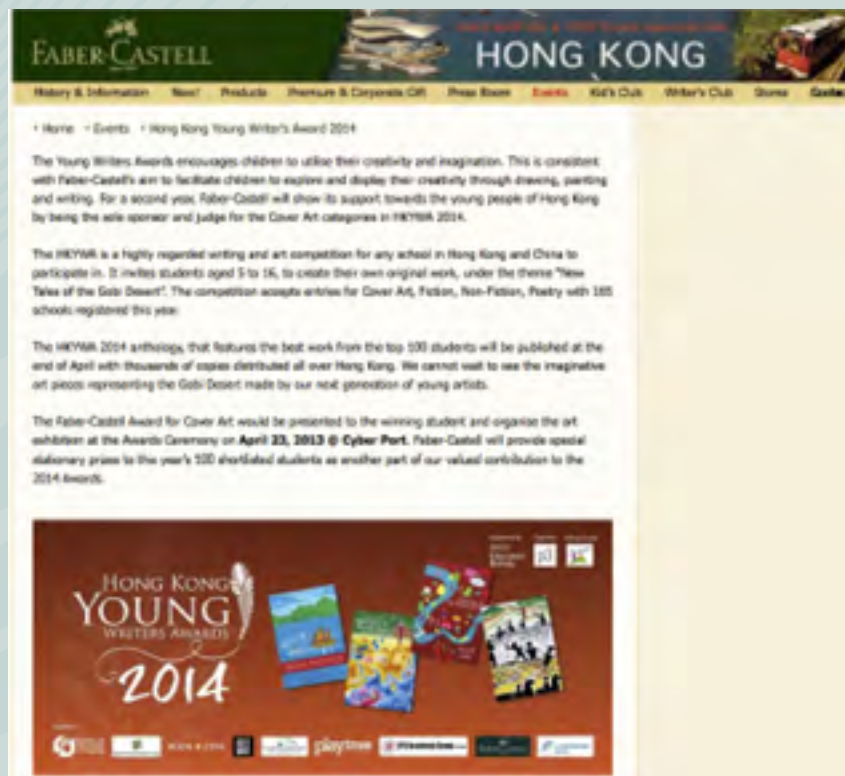 FABER-CASTELL
HONG KONG
History & Information New! Products Premium & Corporate Gift Press Room Events Kid's Club Writer's Club Stores Contac
Home Events Hong Kong Young Writer's Award 2014
The Young Writers Awards encourages children to utilise their creativity and imagination. This is consistent
with Faber-Castell's aim to facilitate children to explore and display their creativity through drawing, painting
and writing. For a second year, Faber-Castell will show its support towards the young people of Hong Kong
by being the sole sponsor and judge for the Cover Art categories in HKYWA 2014.
The HKYWA is a highly regarded writing and art competition for any school in Hong Kong and China to
participate in. It invites students aged 5 to 16, to create their own original work, under the theme "New
Tales of the Gobi Desert". The competition accepts entries for Cover Art, Fiction, Non-Fiction, Poetry with 165
schools registered this year.
The HKYWA 2014 anthology, that features the best work from the top 100 students will be published at the
end of April with thousands of copies distributed all over Hong Kong. We cannot wait to see the imaginative
art pieces representing the Gobi Desert made by our next generation of young artists.
The Faber-Castell Award for Cover Art would be presented to the winning student and organise the art
exhibition at the Awards Ceremony on April 23, 2013 @ Cyber Port. Faber-Castell will provide special
stationary prizes to the year's 100 shortlisted students as another part of our valued contribution to the
2014 Awards.
HONG KONG
YOUNG
WRITERS AWARDS
2014
playtree